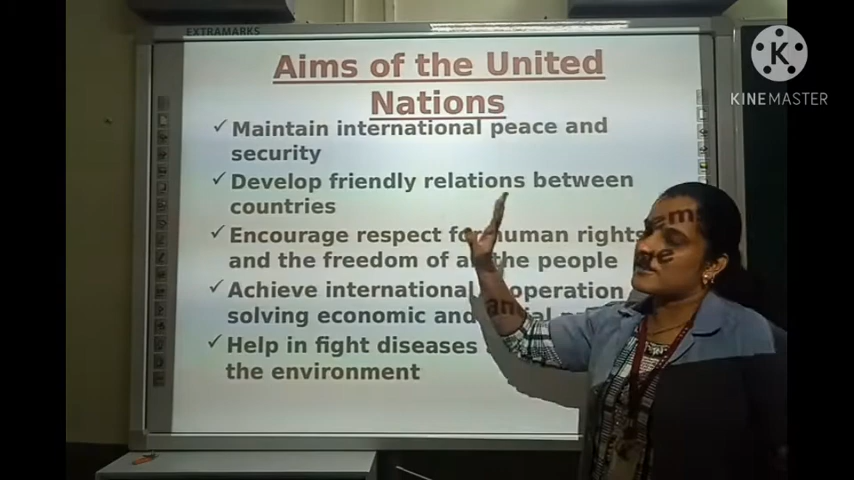 EXTRAMARKS
Aims of the United
Nations
✓ Maintain international peace and
security
✓ Develop friendly relations between
countries
✓ Encourage respect for human rights
and the freedom of all the people
✓ Achieve international operation
solving economic and
✓ Help in fight diseases
the environment
K
KINEMASTER